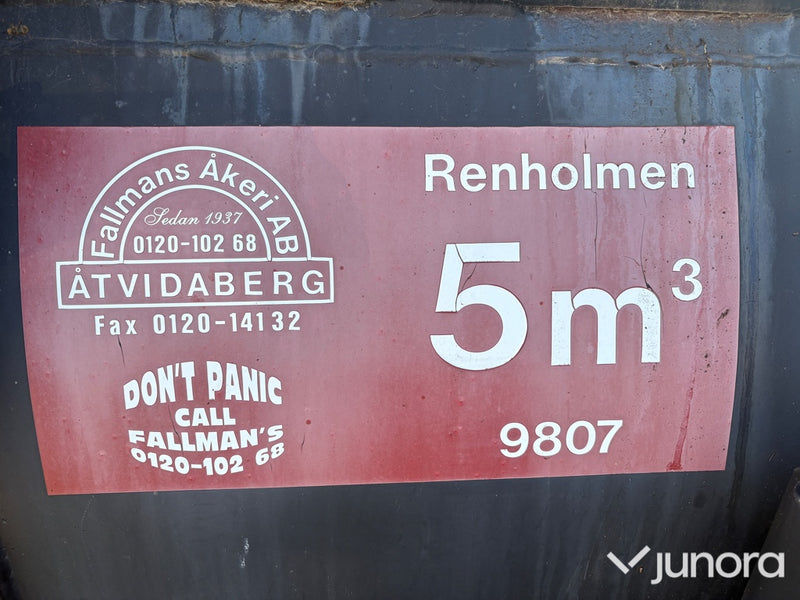 Fallmans Åkeri AB
Sedan 1937
0120-102 68
ÅTVIDABERG
Fax 0120-141 32
DON'T PANIC
CALL
FALLMAN'S
0120-102 68
Renholmen
5m³
9807
junora